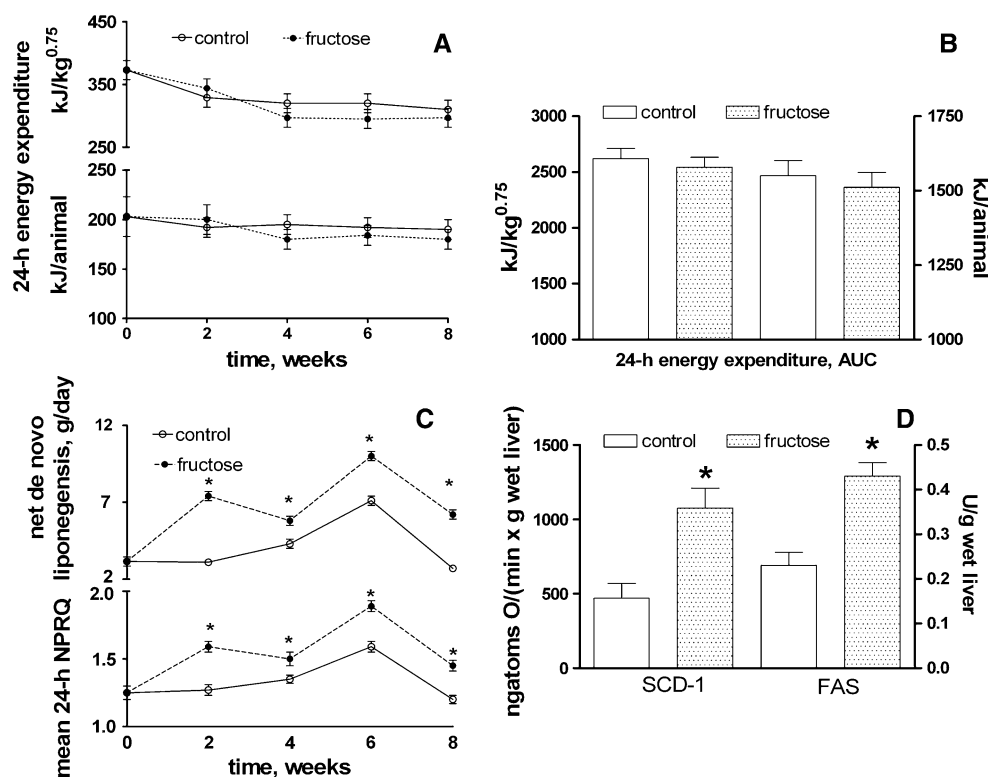 A
control
fructose
24-h energy expenditure
kJ/kg0.75
450
350
250
kJ/animal
250
200
150
100
0 2 4 6 8
time, weeks
B
control
fructose
kJ/kg0.75
3000
2500
2000
1500
1000
kJ/animal
1750
1500
1250
1000
24-h energy expenditure, AUC
C
control
fructose
net de novo
liponegensis, g/day
12
7
2
* * * *
mean 24-h NPRQ
2.0
1.5
1.0
* * * *
0 2 4 6 8
time, weeks
D
control
fructose
ngatoms O/(min x g wet liver)
1500
1000
500
0
* *
U/g wet liver
0.5
0.4
0.3
0.2
0.1
0.0
SCD-1 FAS